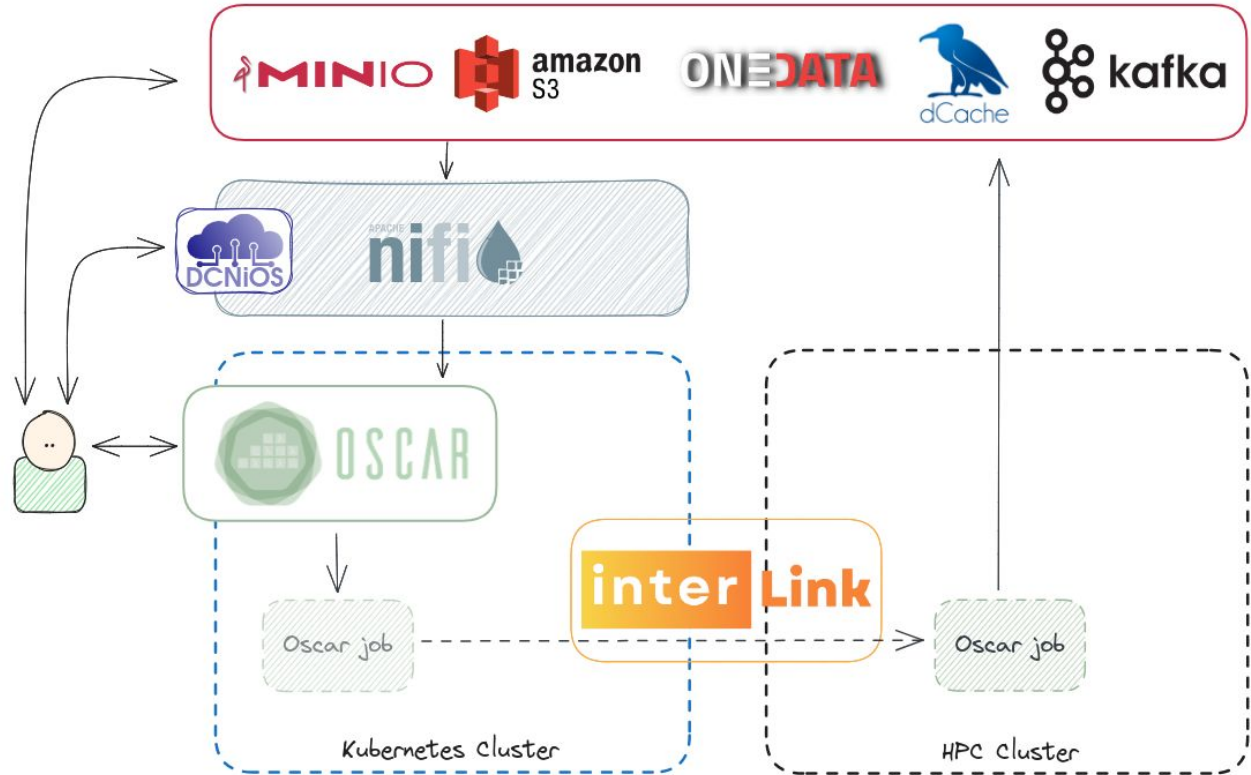 MINIO
amazon
S3
ONEDATA
dCache
kafka
APACHE
nifi
DCNiOS
OSCAR
inter Link
Oscar job
Oscar job
Kubernetes Cluster
HPC Cluster